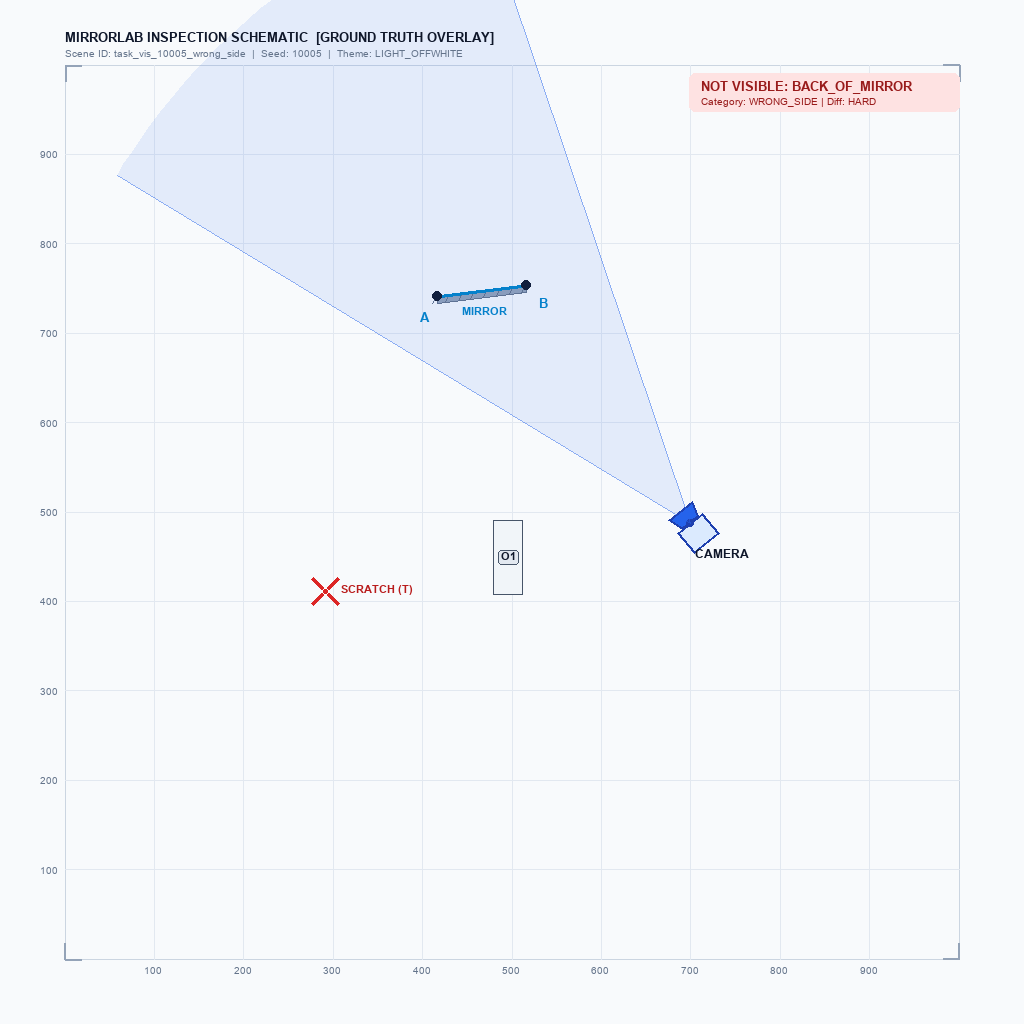 MIRRORLAB INSPECTION SCHEMATIC [GROUND TRUTH OVERLAY]
Scene ID: task_vis_10005_wrong_side | Seed: 10005 | Theme: LIGHT_OFFWHITE
NOT VISIBLE: BACK_OF_MIRROR
Category: WRONG_SIDE | Diff: HARD
900
800
B
MIRROR
A
700
600
500
CAMERA
O1
SCRATCH (T)
400
300
200
100
100 200 300 400 500 600 700 800 900